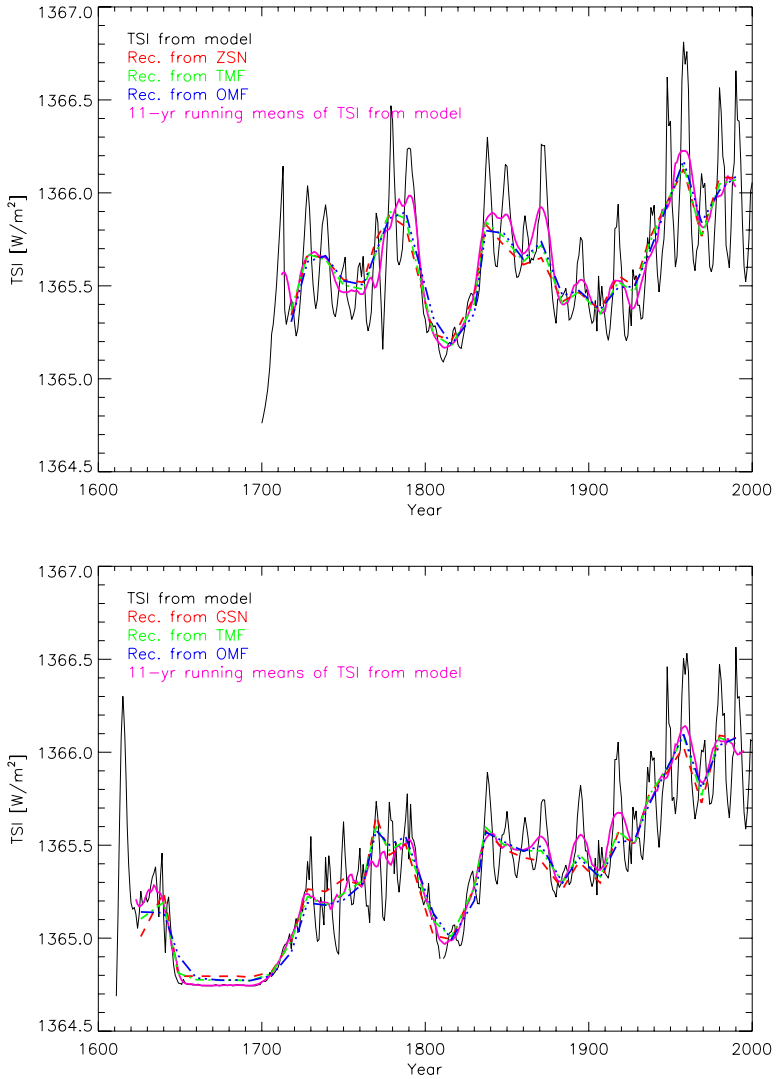 1367.0
TSI from model
Rec. from ZSN
Rec. from TMF
1366.5
Rec. from OMF
11-yr running means of TSI from model
1366.0
TSI [W/m²]
1365.5
1365.0
1364.5
1600 1700 1800 1900 2000
Year
1367.0
TSI from model
Rec. from GSN
Rec. from TMF
1366.5
Rec. from OMF
11-yr running means of TSI from model
1366.0
TSI [W/m²]
1365.5
1365.0
1364.5
1600 1700 1800 1900 2000
Year